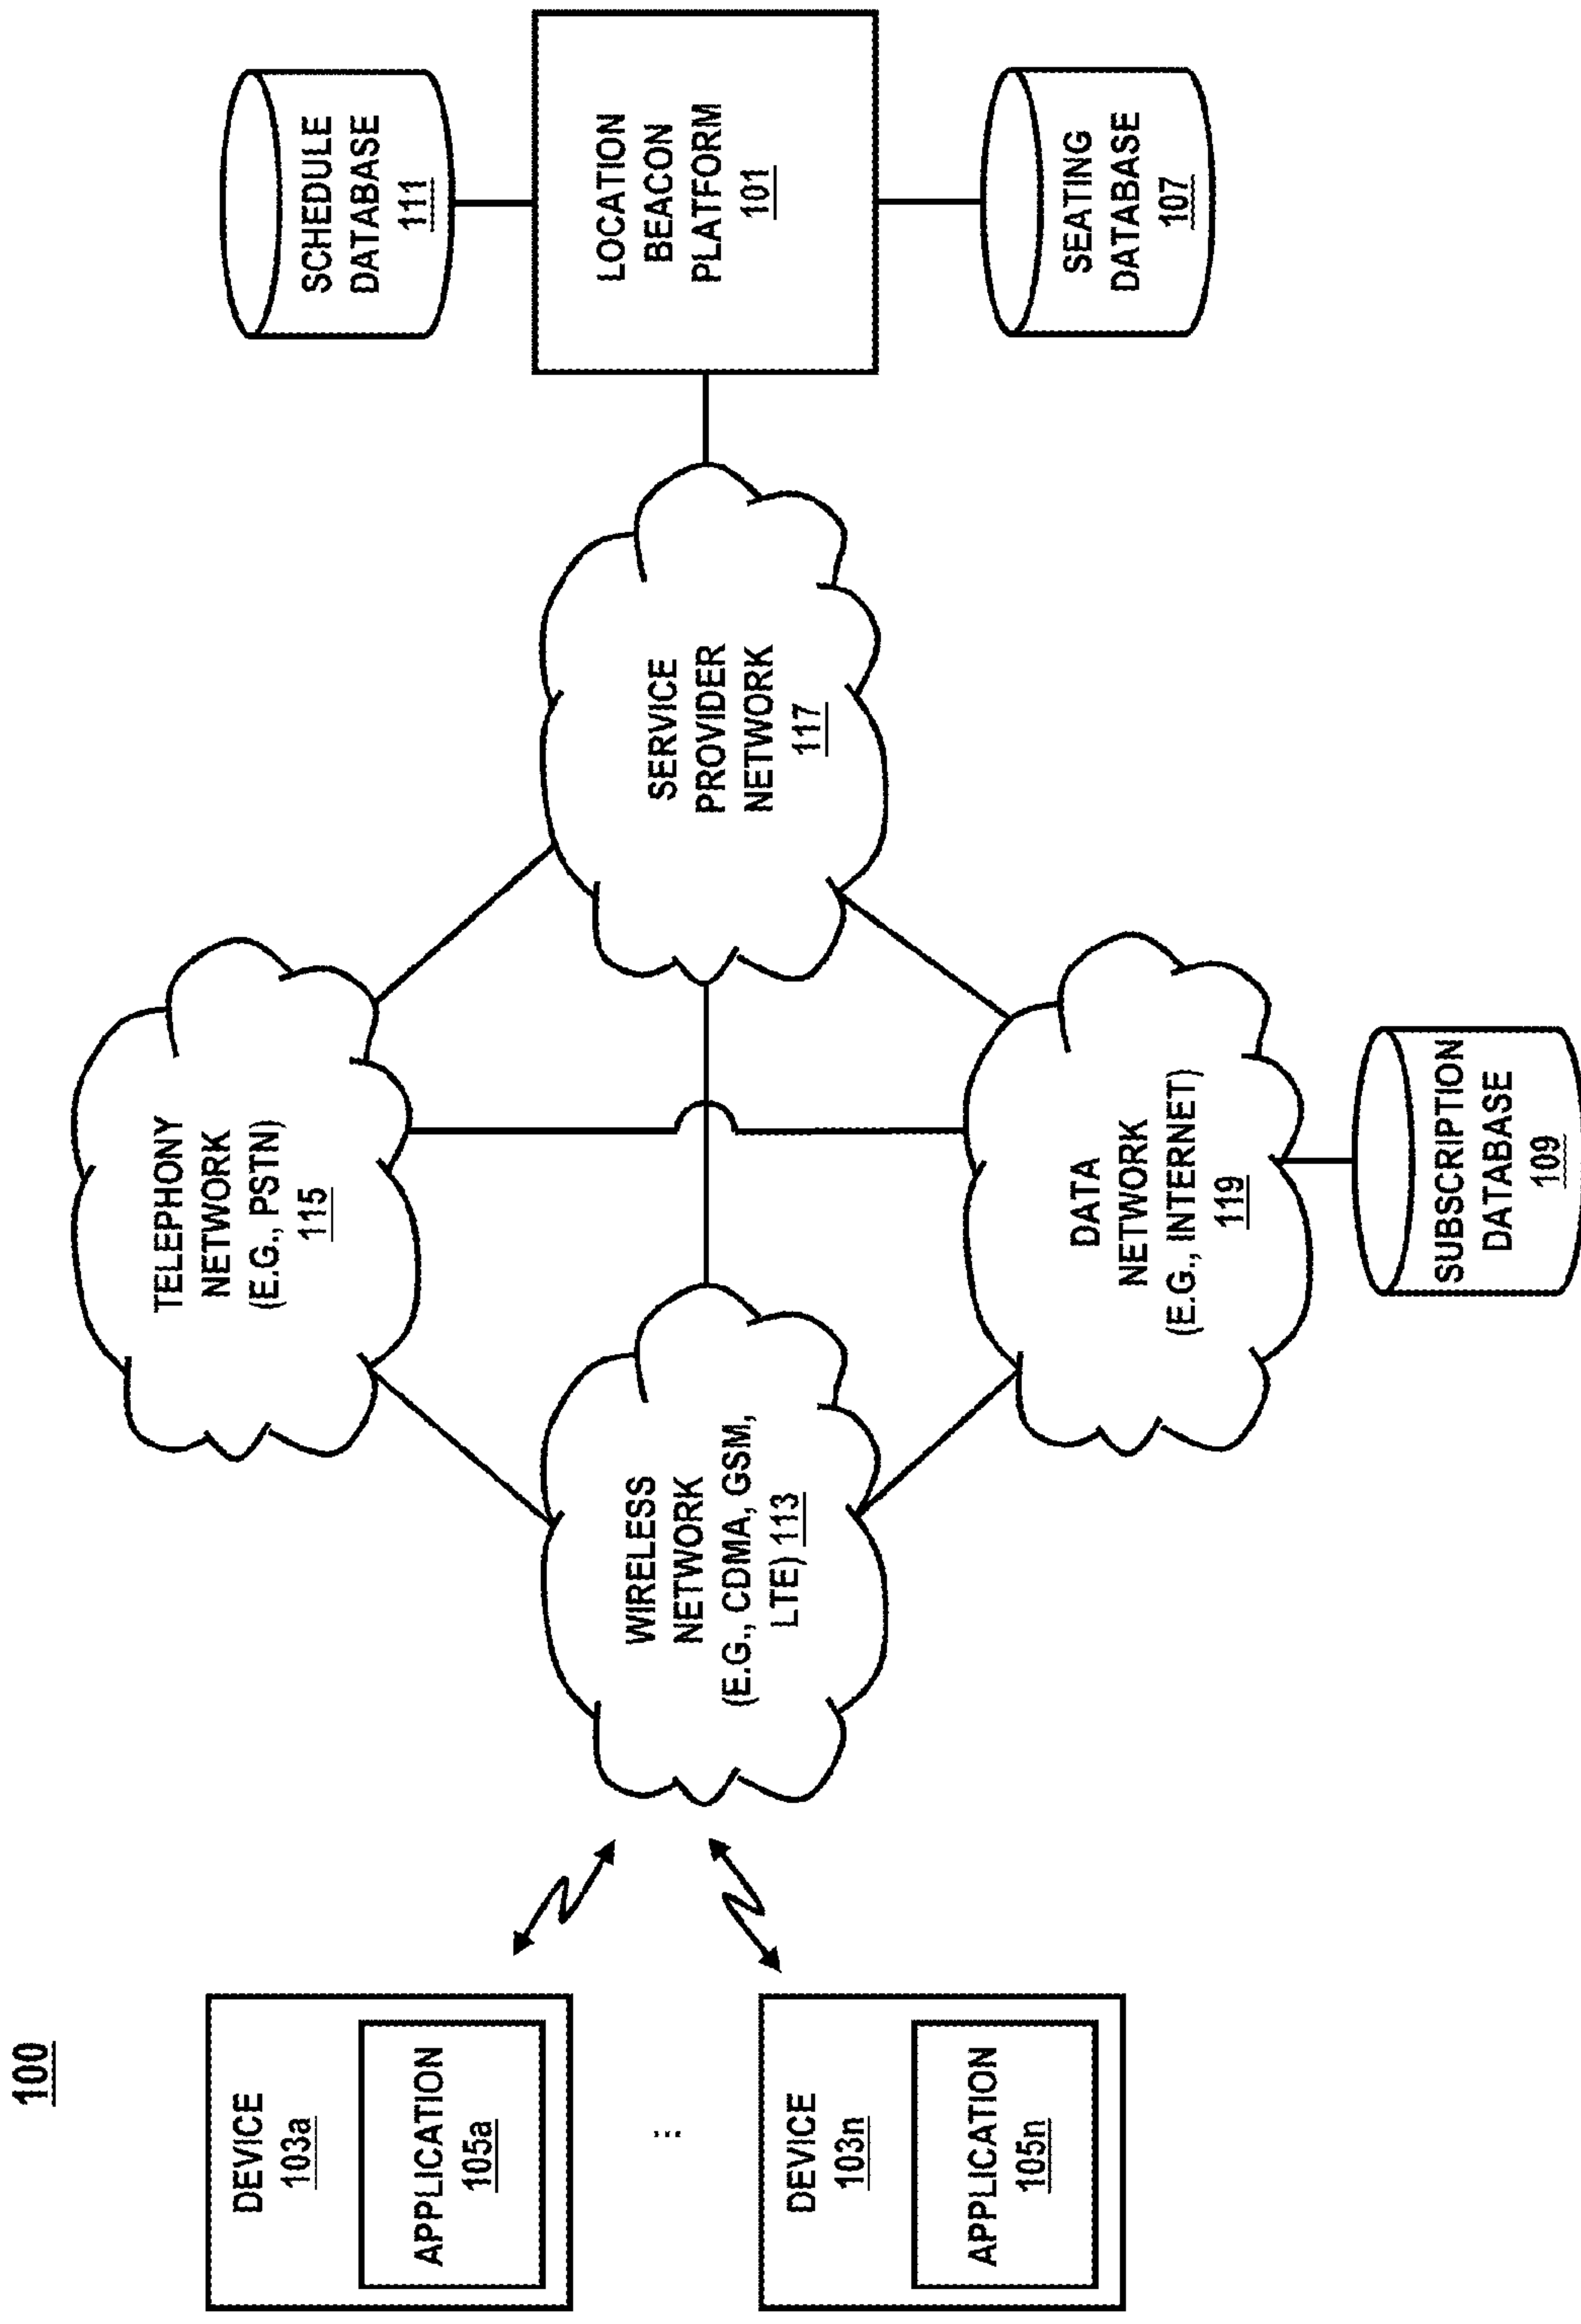 100
DEVICE
103a
APPLICATION
105a
...
DEVICE
103n
APPLICATION
105n
WIRELESS
NETWORK
(E.G., CDMA, GSM,
LTE) 113
TELEPHONY
NETWORK
(E.G., PSTN)
115
DATA
NETWORK
(E.G., INTERNET)
119
SUBSCRIPTION
DATABASE
109
SERVICE
PROVIDER
NETWORK
117
SCHEDULE
DATABASE
111
LOCATION
BEACON
PLATFORM
101
SEATING
DATABASE
107